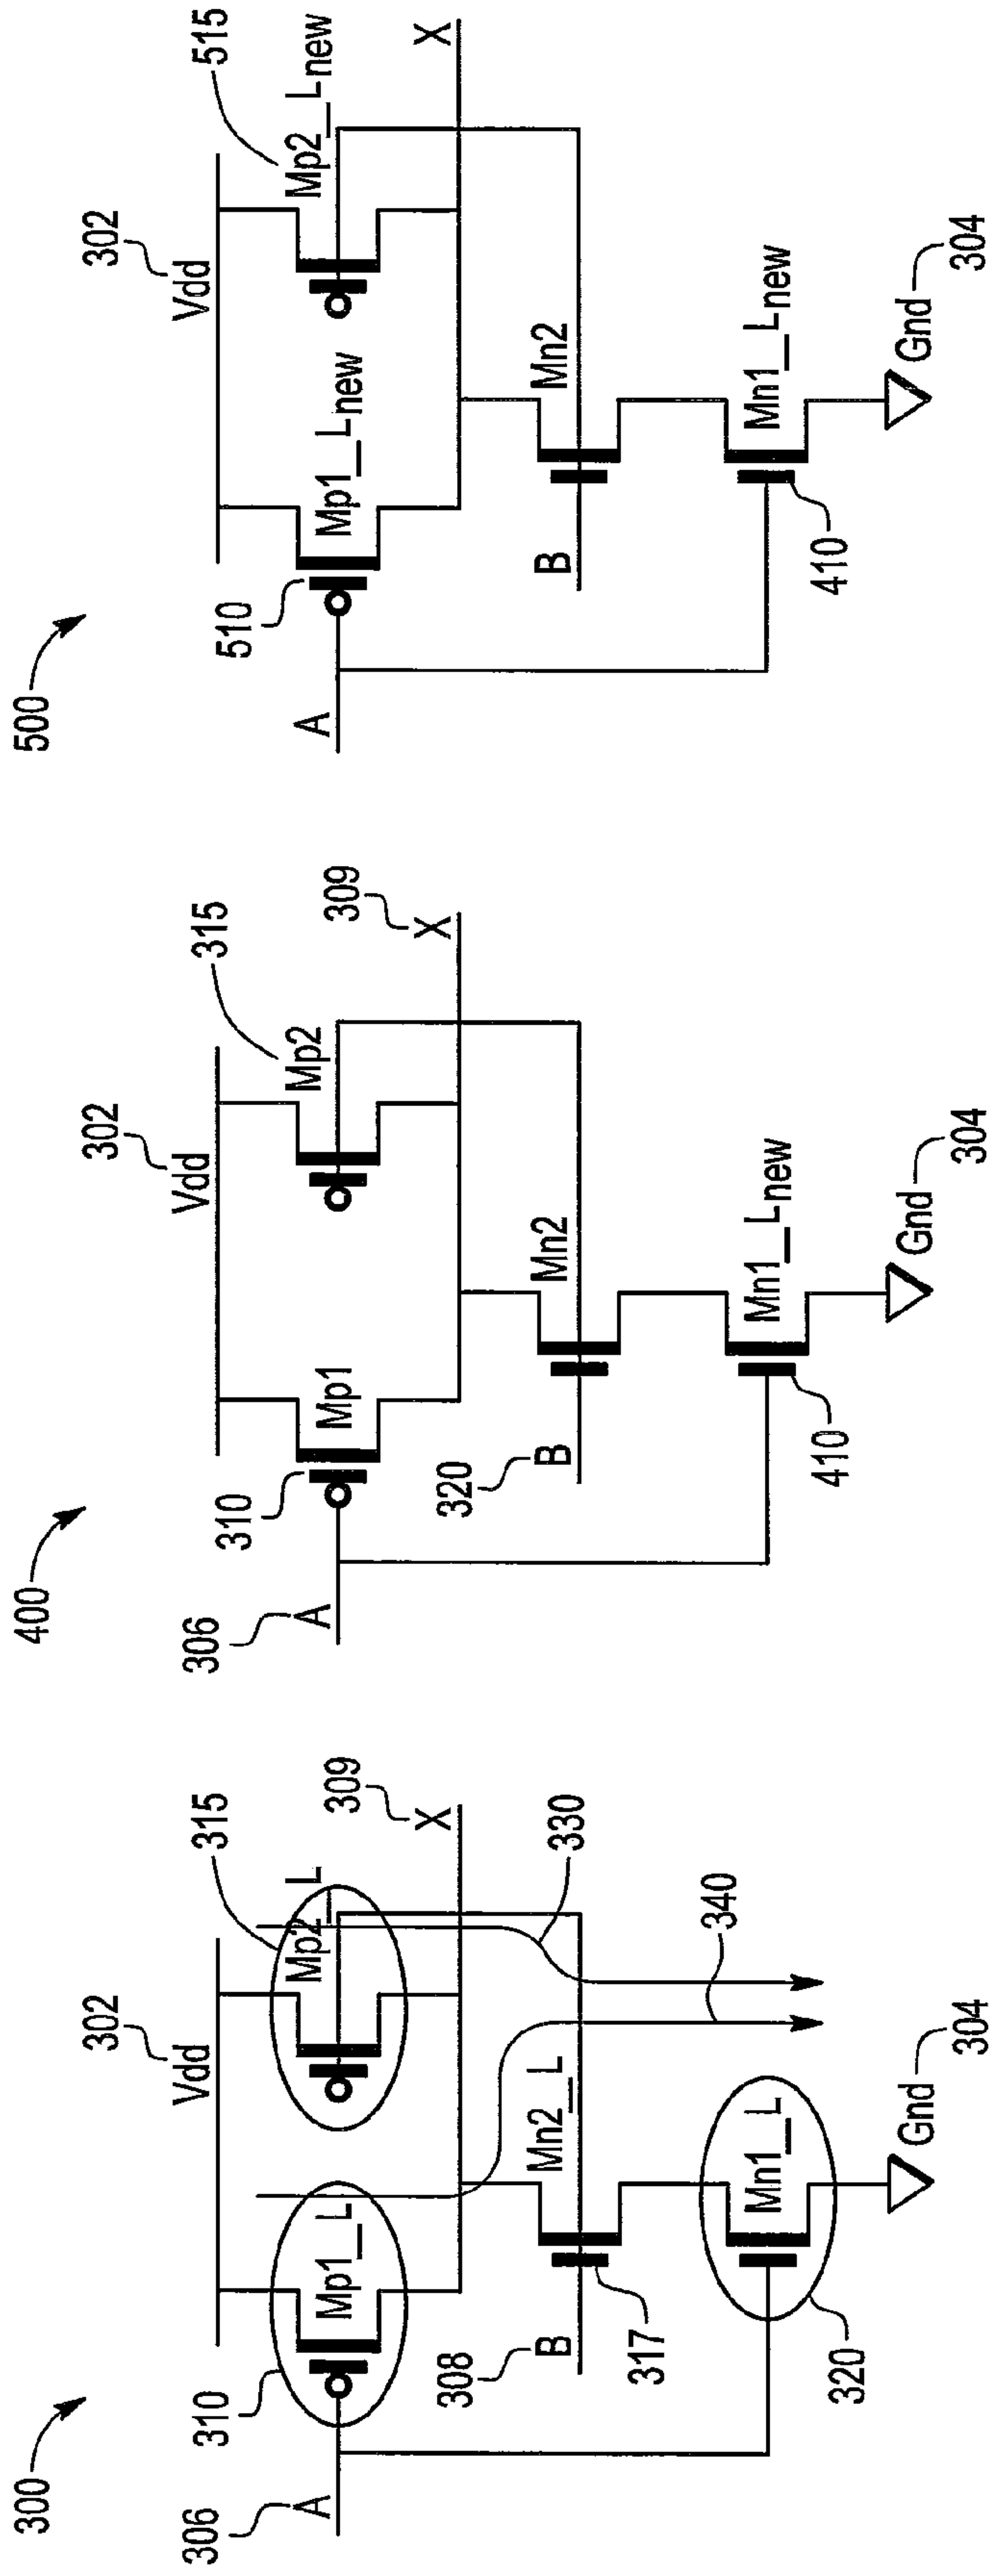 300
306
A
310
Mp1_L
302
Vdd
315
Mp2_L
309
X
308
B
317
Mn2_L
330
340
320
Mn1_L
Gnd
304
400
306
A
310
Mp1
302
Vdd
315
Mp2
309
X
320
B
Mn2
410
Mn1_Lnew
Gnd
304
500
A
510
Mp1_Lnew
302
Vdd
515
Mp2_Lnew
X
B
Mn2
410
Mn1_Lnew
Gnd
304